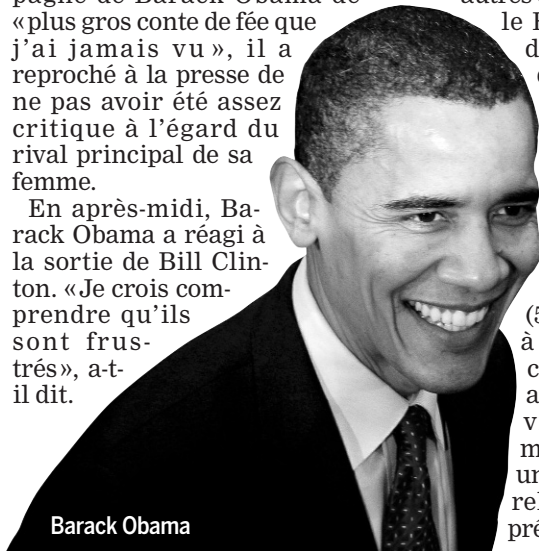 «plus gros conte de fée que
j'ai jamais vu», il a
reproché à la presse de
ne pas avoir été assez
critique à l'égard du
rival principal de sa
femme.
En après-midi, Ba-
rack Obama a réagi à
la sortie de Bill Clin-
ton. «Je crois com-
prendre qu'ils
sont frus-
trés», a-t-
il dit.
Barack Obama
le
à